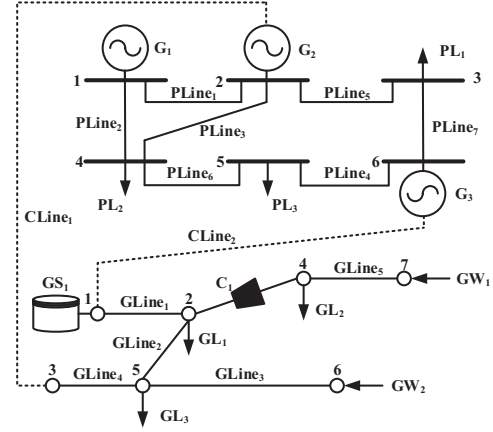 G1
G2
PL1
1
2
3
PLine1
PLine5
PLine2
PLine3
PLine7
4
5
6
PLine6
PLine4
PL2
PL3
G3
CLine1
CLine2
GS1
1
GLine1
2
C1
4
GLine5
7
GW1
GL1
GL2
GLine2
3
GLine4
5
GLine3
6
GW2
GL3